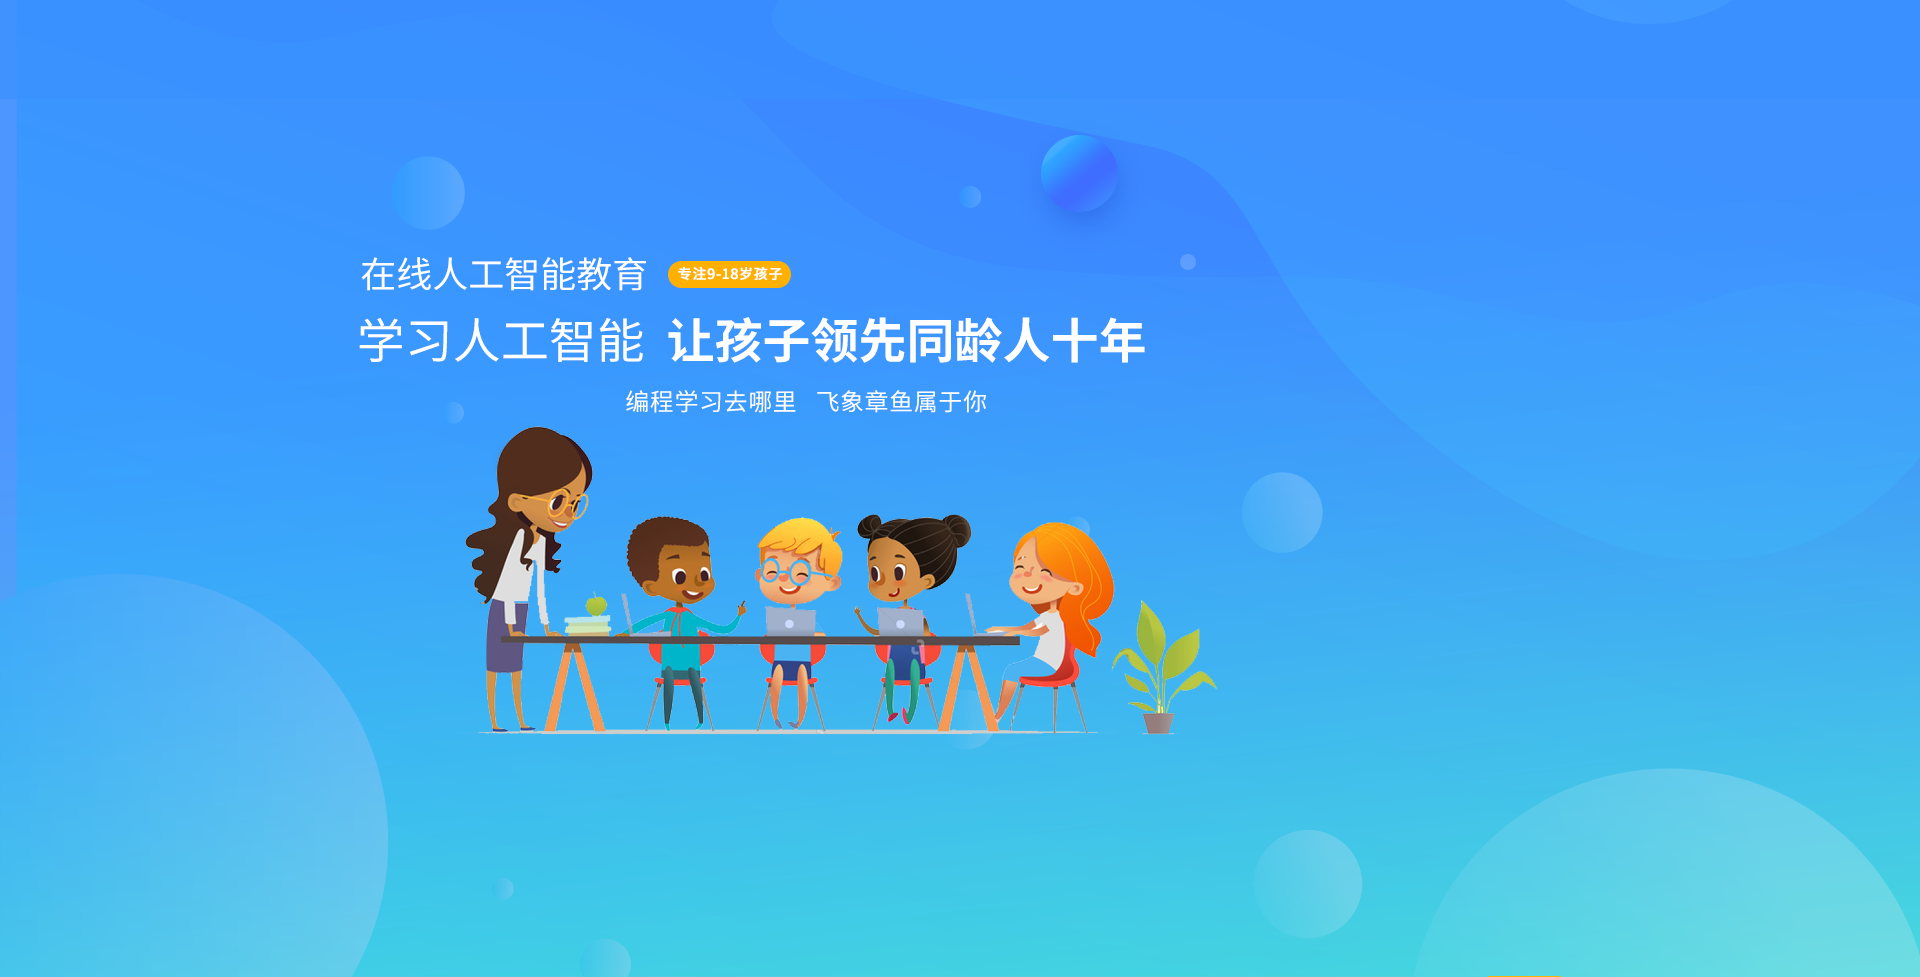 在线人工智能教育 专注9-18岁孩子
学习人工智能 让孩子领先同龄人十年
编程学习去哪里 飞象章鱼属于你